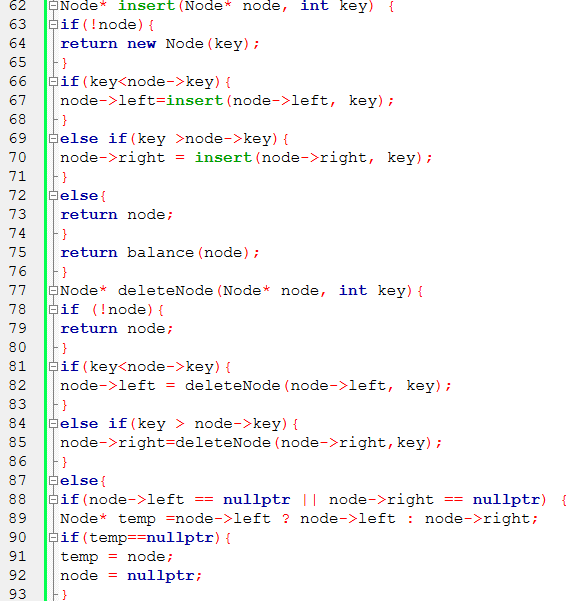 62 Node* insert(Node* node, int key) {
63 if(!node){
64 return new Node(key);
65 }
66 if(key<node->key){
67 node->left=insert(node->left, key);
68 }
69 else if(key >node->key){
70 node->right = insert(node->right, key);
71 }
72 else{
73 return node;
74 }
75 return balance(node);
76 }
77 Node* deleteNode(Node* node, int key){
78 if (!node){
79 return node;
80 }
81 if(key<node->key){
82 node->left = deleteNode(node->left, key);
83 }
84 else if(key > node->key){
85 node->right=deleteNode(node->right,key);
86 }
87 else{
88 if(node->left == nullptr || node->right == nullptr) {
89 Node* temp =node->left ? node->left : node->right;
90 if(temp==nullptr){
91 temp = node;
92 node = nullptr;
93 }